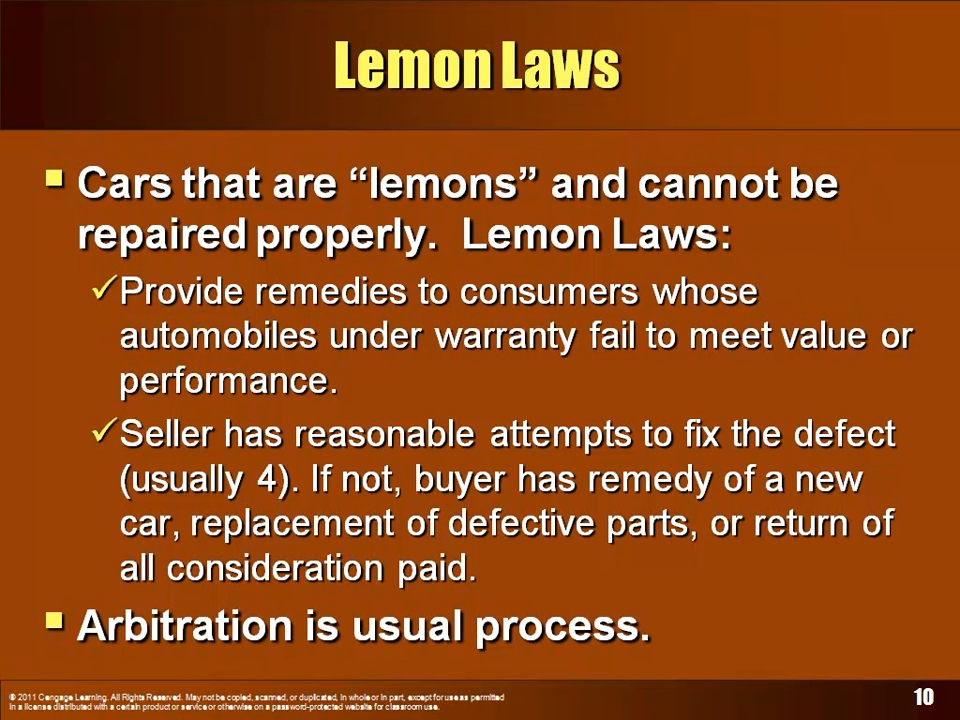 Lemon Laws
Cars that are “lemons” and cannot be
repaired properly.  Lemon Laws:
Provide remedies to consumers whose
automobiles under warranty fail to meet value or
performance.
Seller has reasonable attempts to fix the defect
(usually 4). If not, buyer has remedy of a new
car, replacement of defective parts, or return of
all consideration paid.
Arbitration is usual process.
© 2011 Cengage Learning. All Rights Reserved. May not be copied, scanned, or duplicated, in whole or in part, except for use as permitted
in a license distributed with a certain product or service or otherwise on a password-protected website for classroom use.
10